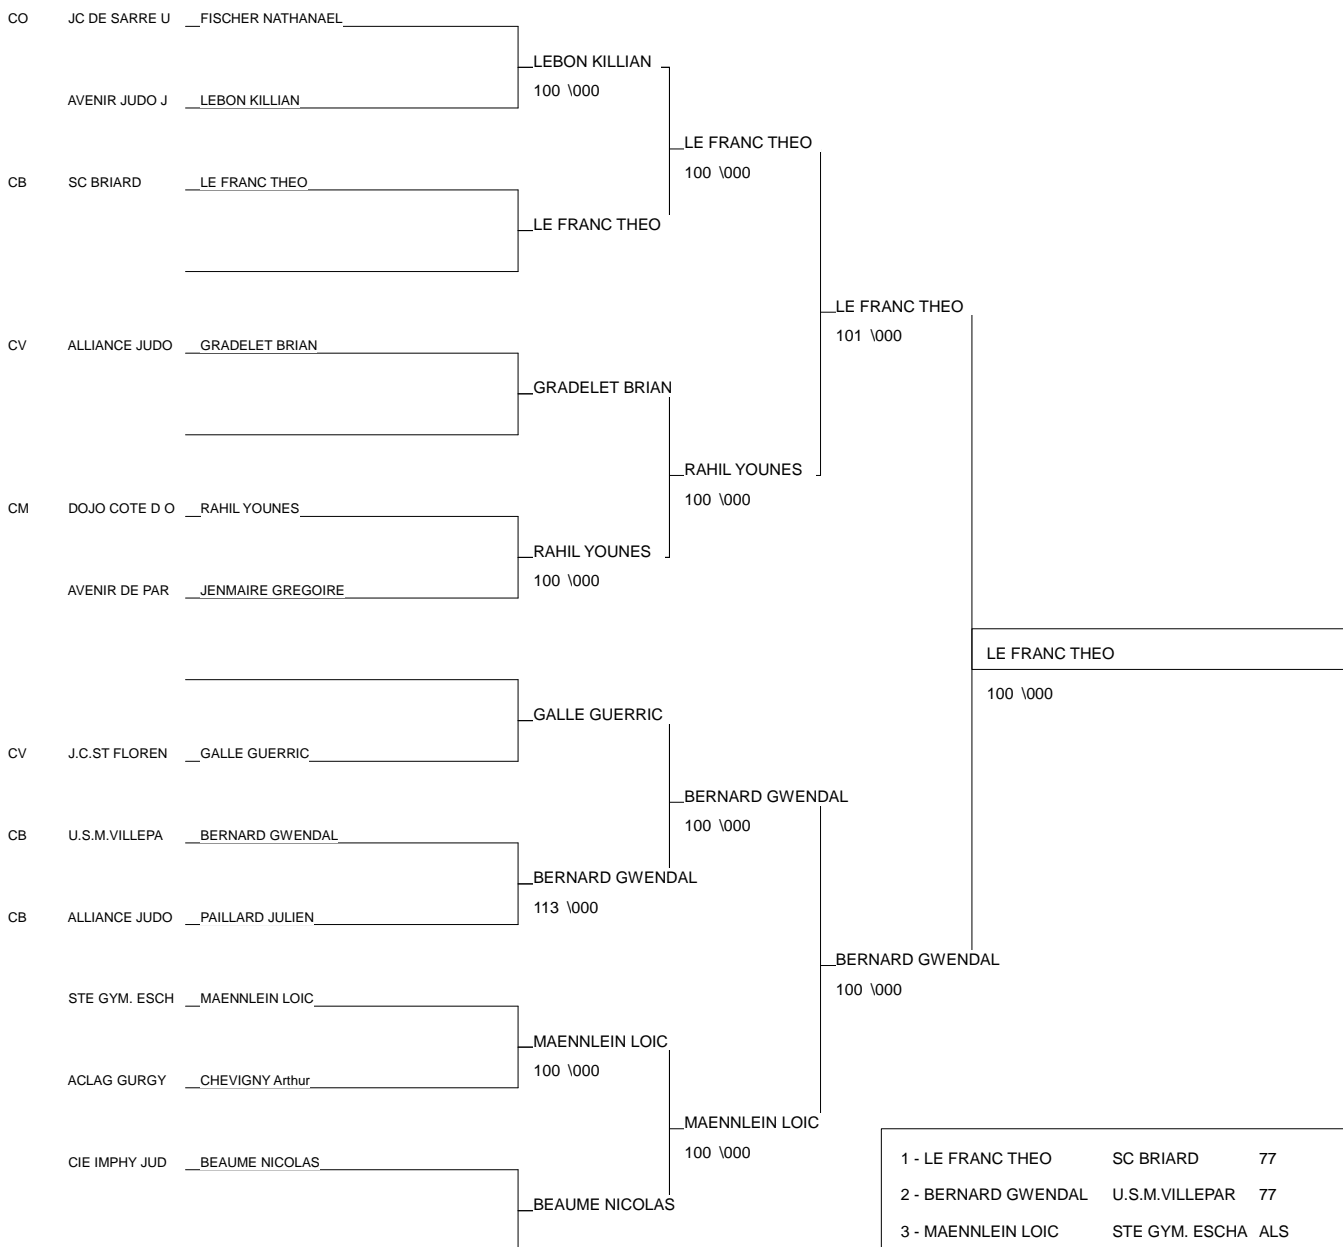 CO JC DE SARRE U FISCHER NATHANAEL
LEBON KILLIAN
100 \000
AVENIR JUDO J LEBON KILLIAN
LE FRANC THEO
100 \000
CB SC BRIARD LE FRANC THEO
LE FRANC THEO
LE FRANC THEO
101 \000
CV ALLIANCE JUDO GRADELET BRIAN
GRADELET BRIAN
RAHIL YOUNES
100 \000
CM DOJO COTE D O RAHIL YOUNES
RAHIL YOUNES
100 \000
AVENIR DE PAR JENMAIRE GREGOIRE
LE FRANC THEO
100 \000
GALLE GUERRIC
CV J.C.ST FLOREN GALLE GUERRIC
BERNARD GWENDAL
100 \000
CB U.S.M.VILLEPA BERNARD GWENDAL
BERNARD GWENDAL
113 \000
CB ALLIANCE JUDO PAILLARD JULIEN
BERNARD GWENDAL
100 \000
STE GYM. ESCH MAENNLEIN LOIC
MAENNLEIN LOIC
100 \000
ACLAG GURGY CHEVIGNY Arthur
MAENNLEIN LOIC
100 \000
CIE IMPHY JUD BEAUME NICOLAS
BEAUME NICOLAS
1 - LE FRANC THEO SC BRIARD 77
2 - BERNARD GWENDAL U.S.M.VILLEPAR 77
3 - MAENNLEIN LOIC STE GYM. ESCHA ALS